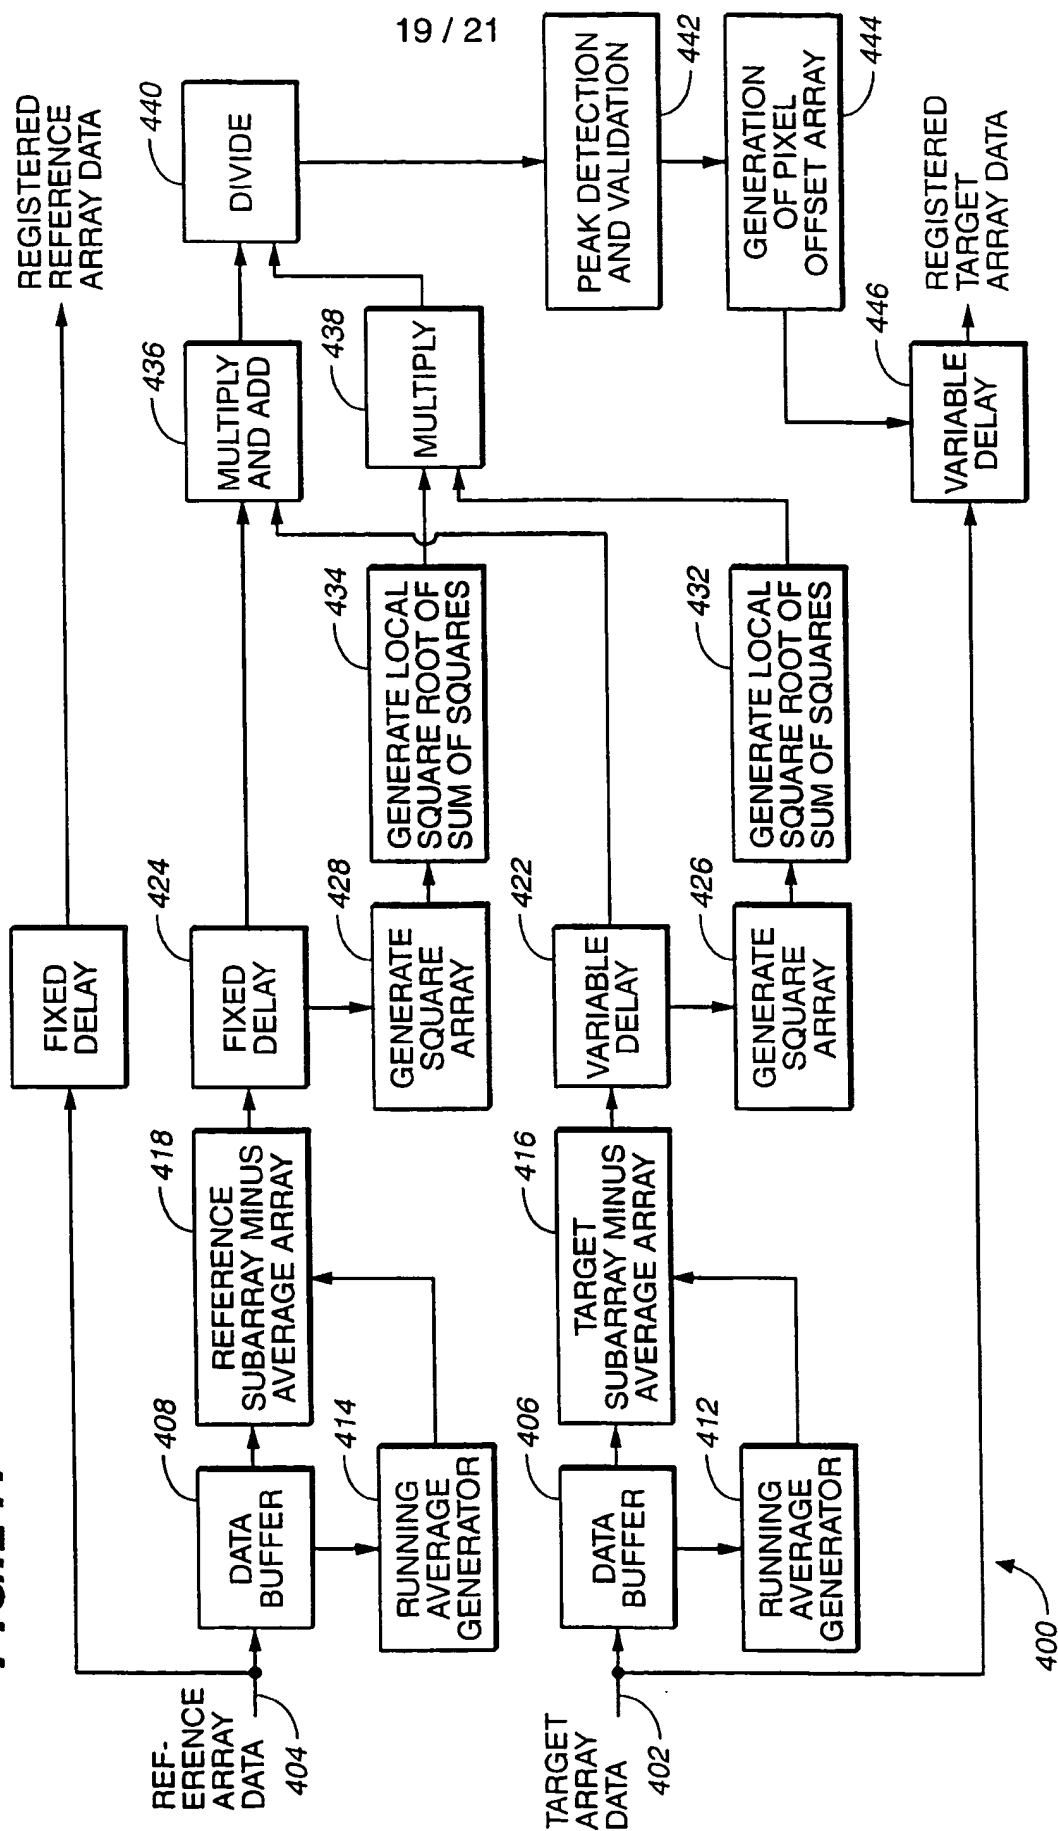 19 / 21
REF-
ERENCE
ARRAY
DATA
404
FIXED
DELAY
REGISTERED
REFERENCE
ARRAY DATA
408
DATA
BUFFER
414
RUNNING
AVERAGE
GENERATOR
418
REFERENCE
SUBARRAY MINUS
AVERAGE ARRAY
424
FIXED
DELAY
428
GENERATE
SQUARE
ARRAY
434
GENERATE LOCAL
SQUARE ROOT OF
SUM OF SQUARES
436
MULTIPLY
AND ADD
438
MULTIPLY
440
DIVIDE
TARGET
ARRAY
DATA
402
406
DATA
BUFFER
412
RUNNING
AVERAGE
GENERATOR
416
TARGET
SUBARRAY MINUS
AVERAGE ARRAY
422
VARIABLE
DELAY
426
GENERATE
SQUARE
ARRAY
432
GENERATE LOCAL
SQUARE ROOT OF
SUM OF SQUARES
PEAK DETECTION
AND VALIDATION
442
GENERATION
OF PIXEL
OFFSET ARRAY
444
446
VARIABLE
DELAY
REGISTERED
TARGET
ARRAY DATA
400